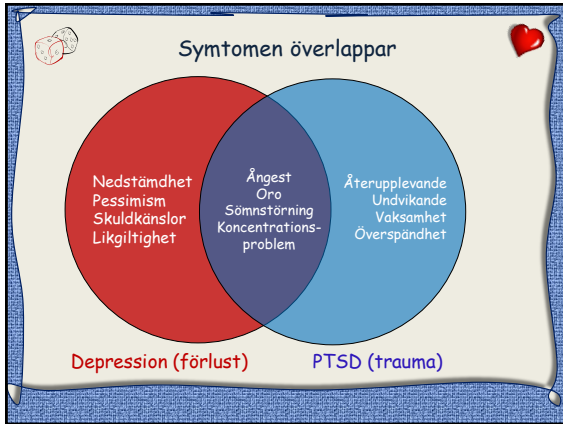 Symtomen överlappar
Nedstämdhet
Pessimism
Skuldkänslor
Likgiltighet
Ångest
Oro
Sömnstörning
Koncentrations-
problem
Återupplevande
Undvikande
Vaksamhet
Överspändhet
Depression (förlust)
PTSD (trauma)